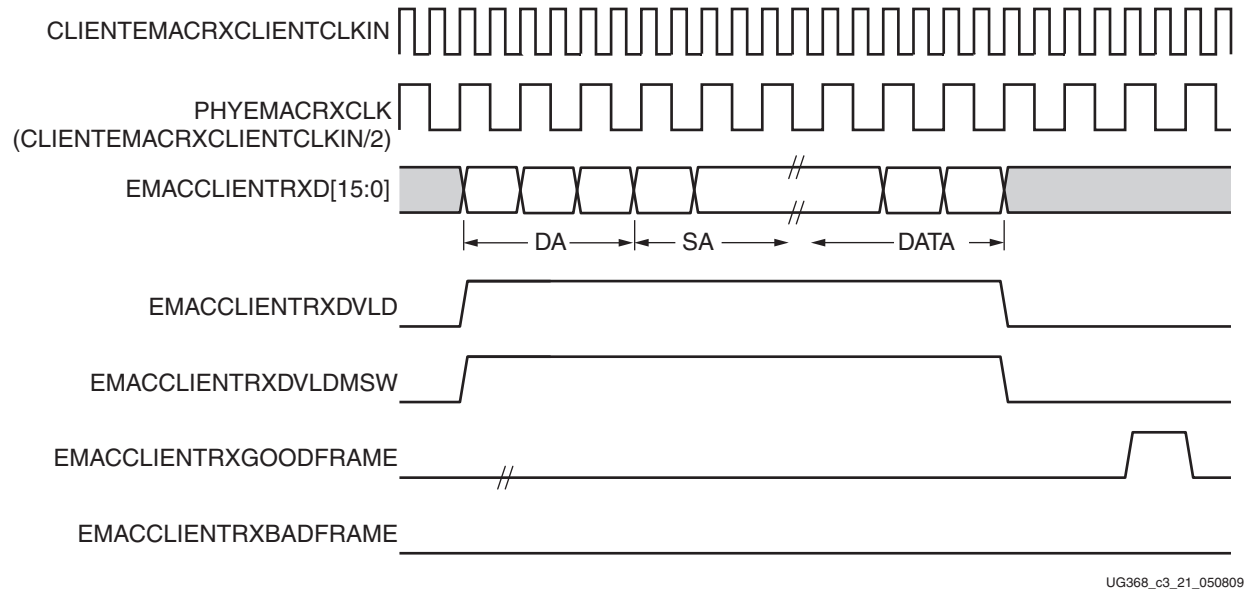 CLIENTEMACRXCLIENTCLKIN
PHYEMACRXCLK
(CLIENTEMACRXCLIENTCLKIN/2)
EMACCLIENTRXD[15:0]
DA SA DATA
EMACCLIENTRXDVLD
EMACCLIENTRXDVLDMSW
EMACCLIENTRXGOODFRAME
EMACCLIENTRXBADFRAME
UG368_c3_21_050809